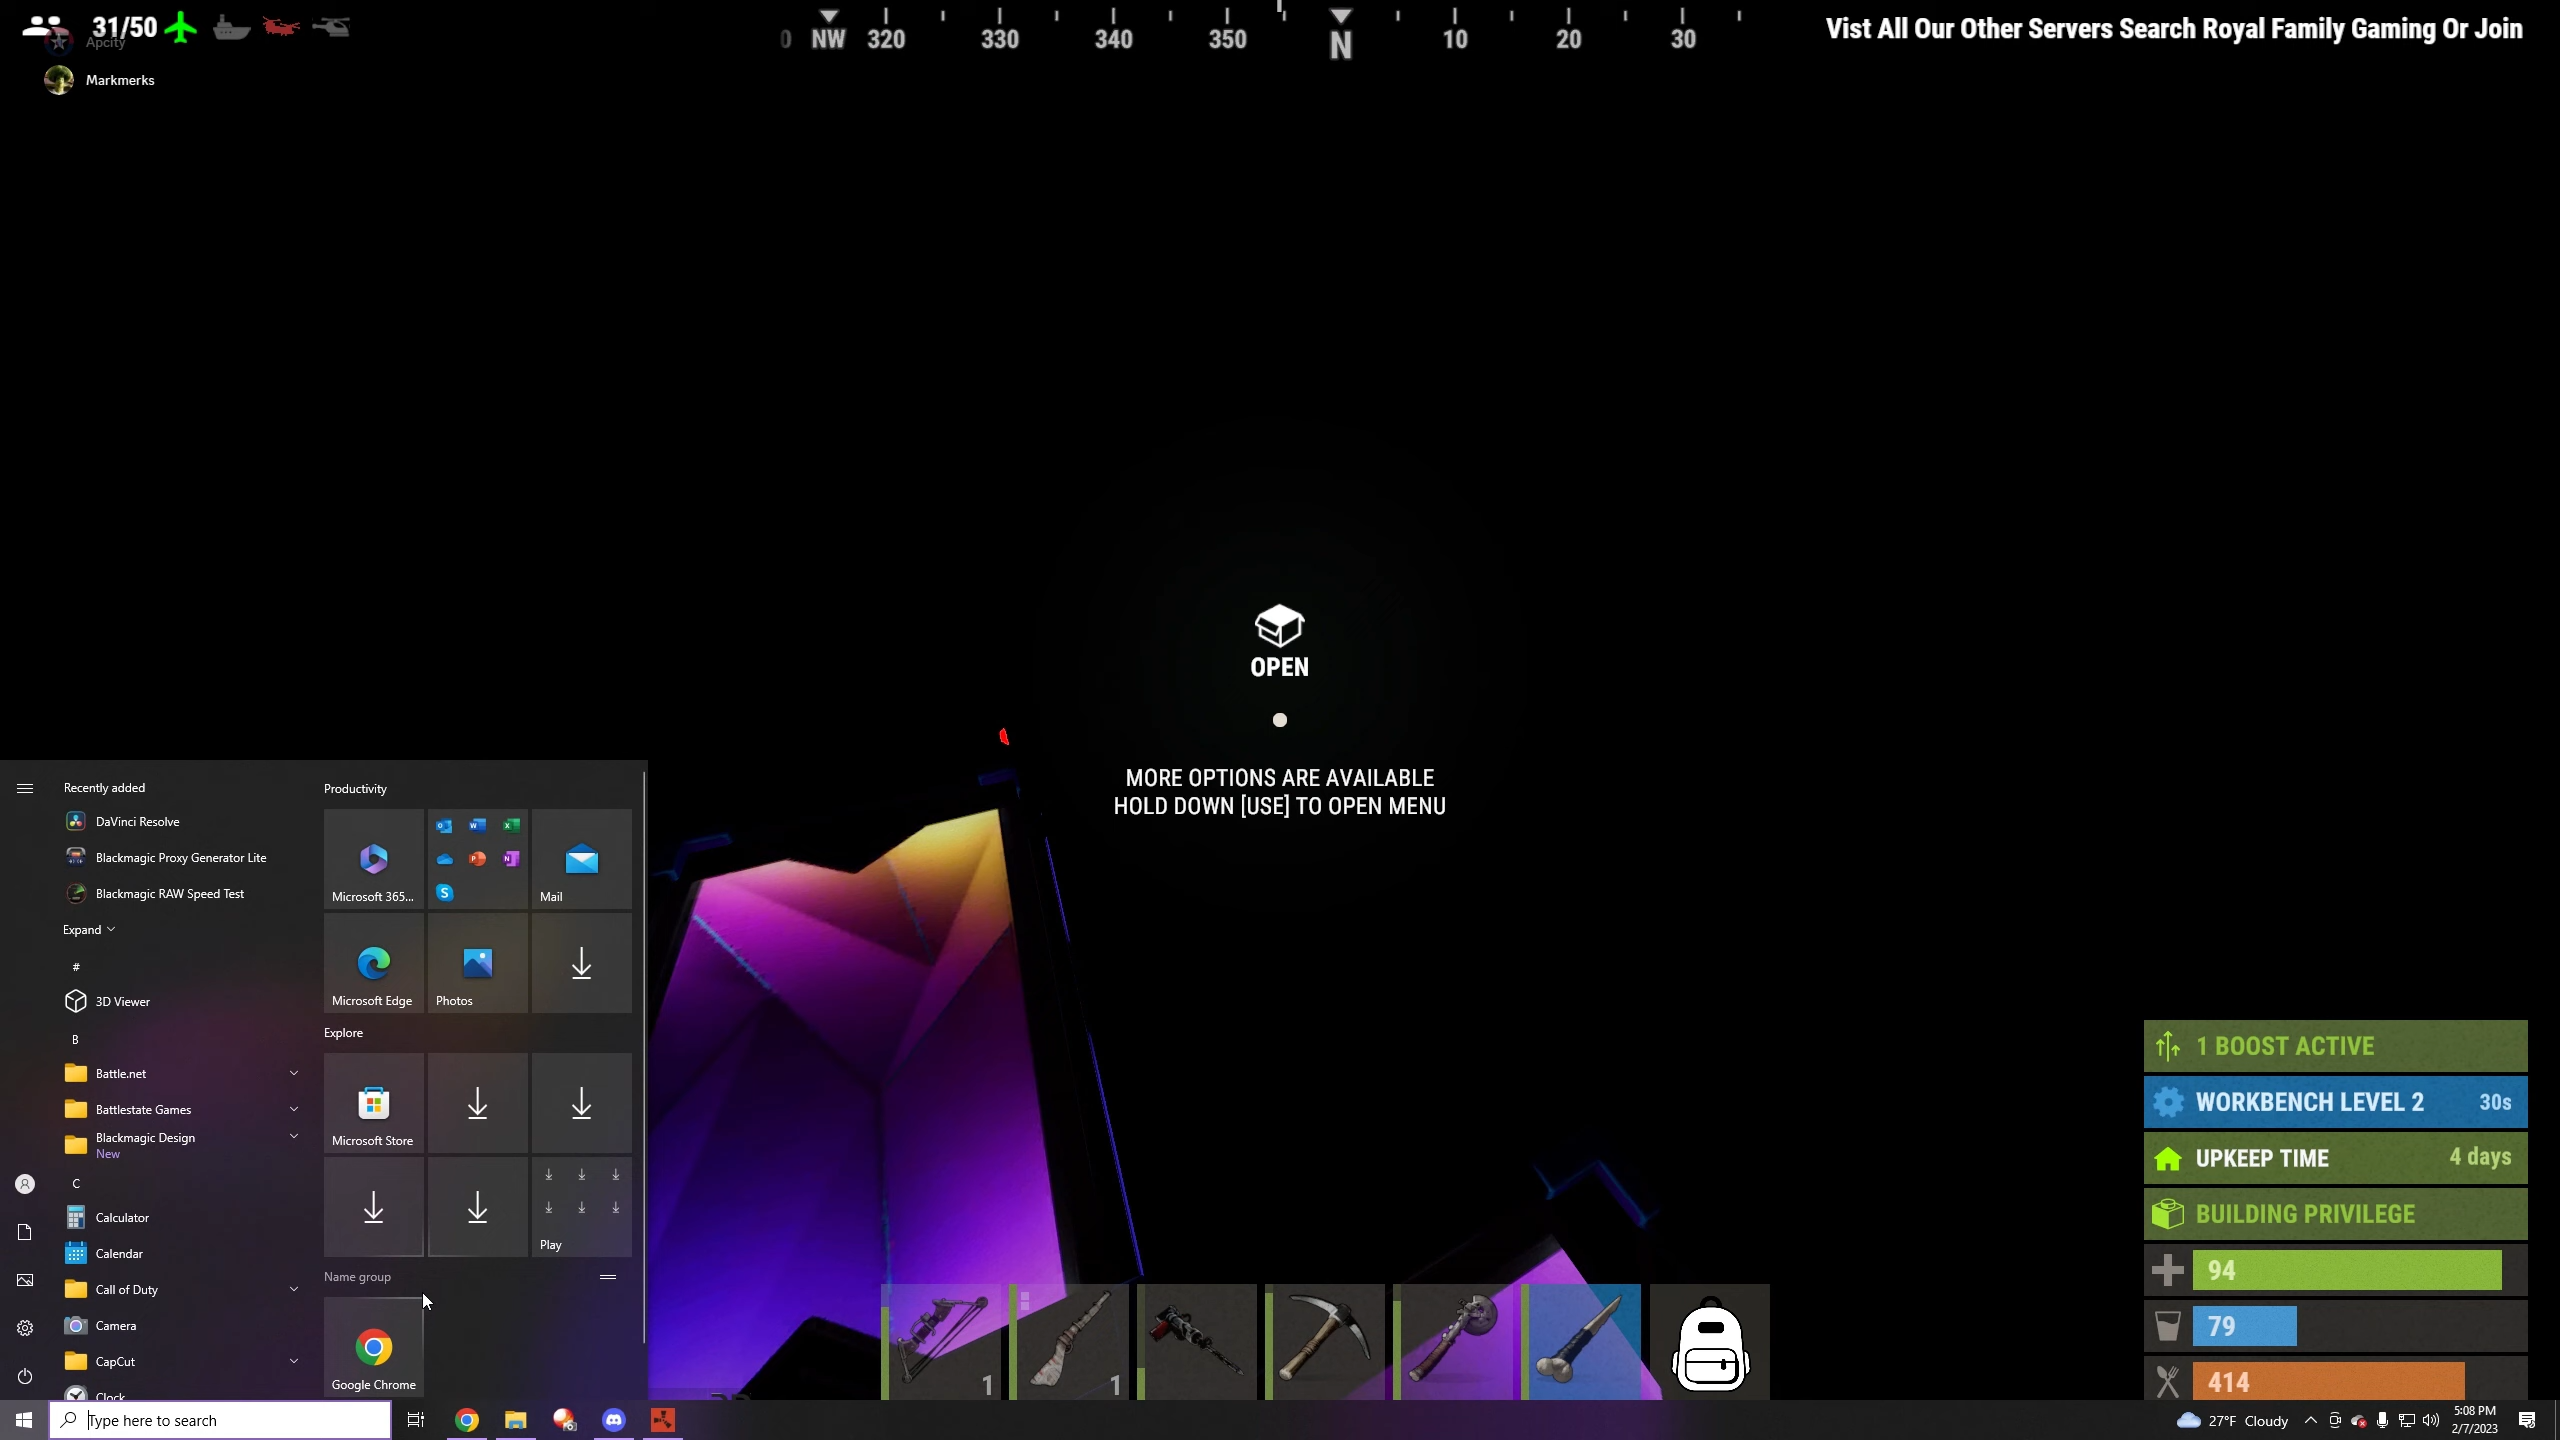 31/50
Apcity
Markmerks
0 NW 320 330 340 350 N 10 20 30
Vist All Our Other Servers Search Royal Family Gaming Or Join
OPEN
MORE OPTIONS ARE AVAILABLE
HOLD DOWN [USE] TO OPEN MENU
Recently added
DaVinci Resolve
Blackmagic Proxy Generator Lite
Blackmagic RAW Speed Test
Expand
#
3D Viewer
B
Battle.net
Battlestate Games
Blackmagic Design
New
C
Calculator
Calendar
Call of Duty
Camera
CapCut
Clock
Productivity
Microsoft 365...
Mail
Microsoft Edge
Photos
Explore
Microsoft Store
Play
Name group
Google Chrome
1
1
1 BOOST ACTIVE
WORKBENCH LEVEL 2 30s
UPKEEP TIME 4 days
BUILDING PRIVILEGE
94
79
414
Type here to search
27°F Cloudy
5:08 PM
2/7/2023